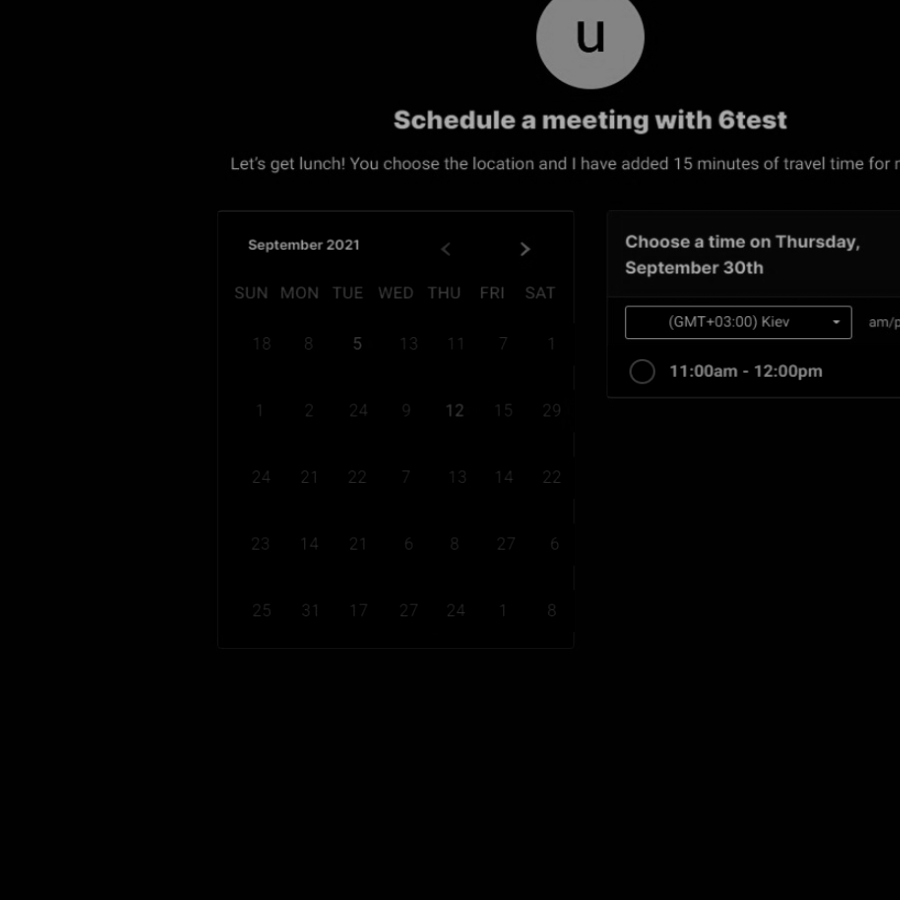 u
Schedule a meeting with 6test
Let's get lunch! You choose the location and I have added 15 minutes of travel time for
September 2021
SUN MON TUE WED THU FRI SAT
18 8 5 13 11 7 1
1 2 24 9 12 15 29
24 21 22 7 13 14 22
23 14 21 6 8 27 6
25 31 17 27 24 1 8
Choose a time on Thursday,
September 30th
(GMT+03:00) Kiev am/p
11:00am - 12:00pm